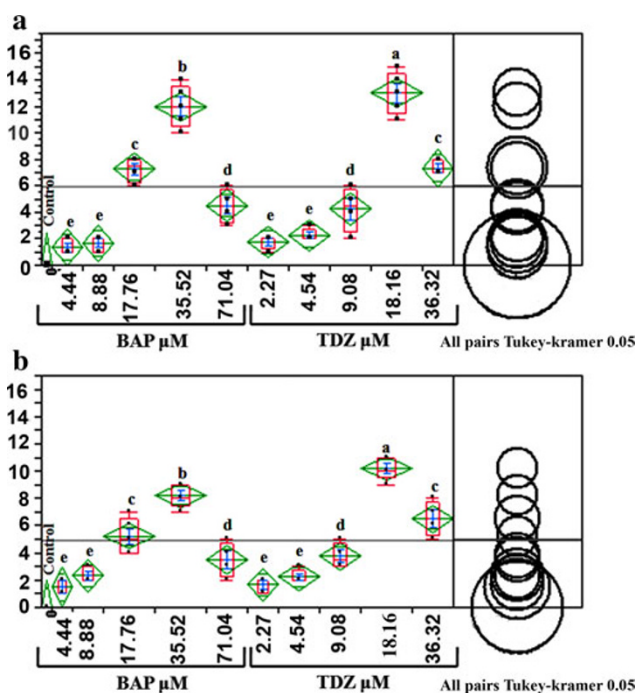 a
16
14
12
10
8
6
4
2
0
b a
c c
d d
e e e e
Control
0
4.44 8.88 17.76 35.52 71.04 2.27 4.54 9.08 18.16 36.32
BAP µM TDZ µM All pairs Tukey-kramer 0.05
b
16
14
12
10
8
6
4
2
0
a
b
c c
d d
e e e e
Control
0
4.44 8.88 17.76 35.52 71.04 2.27 4.54 9.08 18.16 36.32
BAP µM TDZ µM All pairs Tukey-kramer 0.05